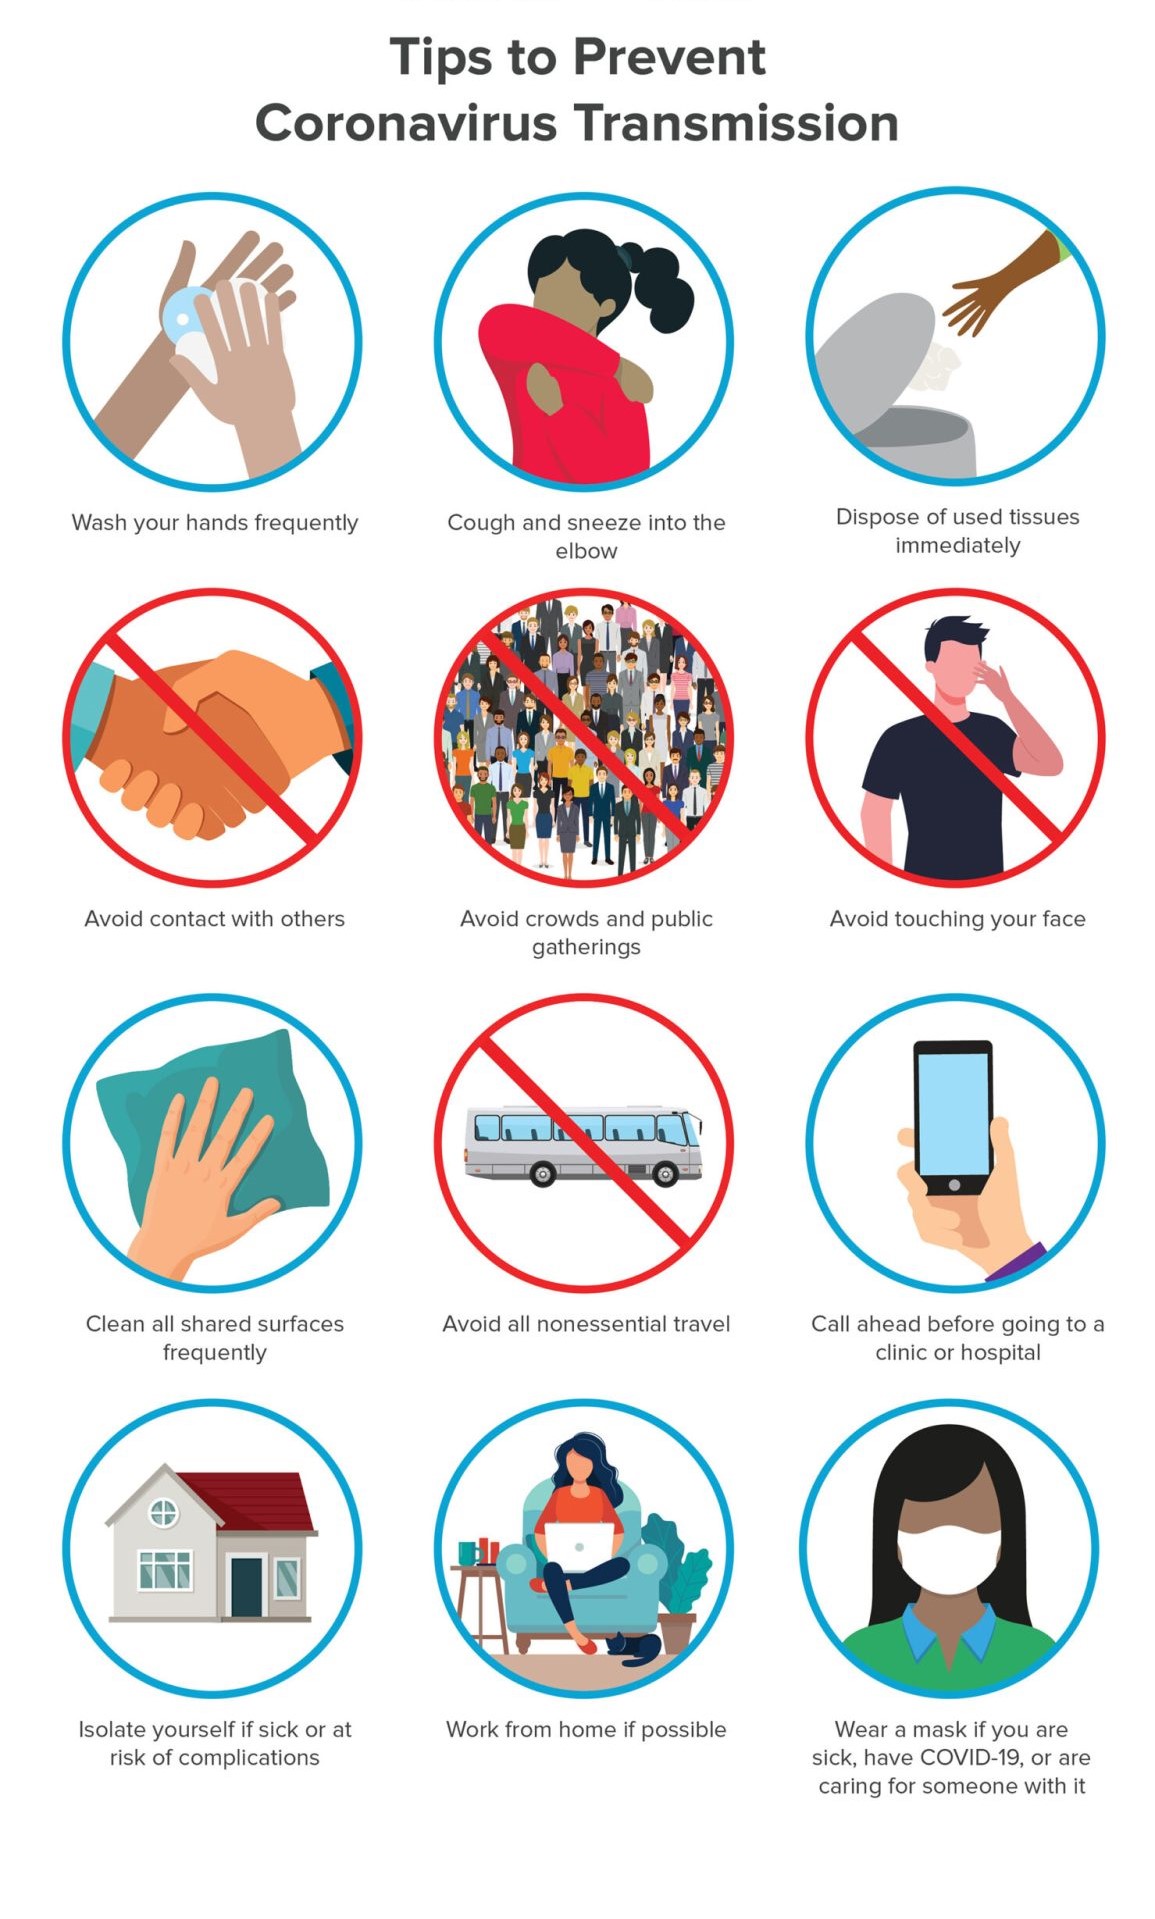 Tips to Prevent
Coronavirus Transmission
Wash your hands frequently
Cough and sneeze into the
elbow
Dispose of used tissues
immediately
Avoid contact with others
Avoid crowds and public
gatherings
Avoid touching your face
Clean all shared surfaces
frequently
Avoid all nonessential travel
Call ahead before going to a
clinic or hospital
Isolate yourself if sick or at
risk of complications
Work from home if possible
Wear a mask if you are
sick, have COVID-19, or are
caring for someone with it